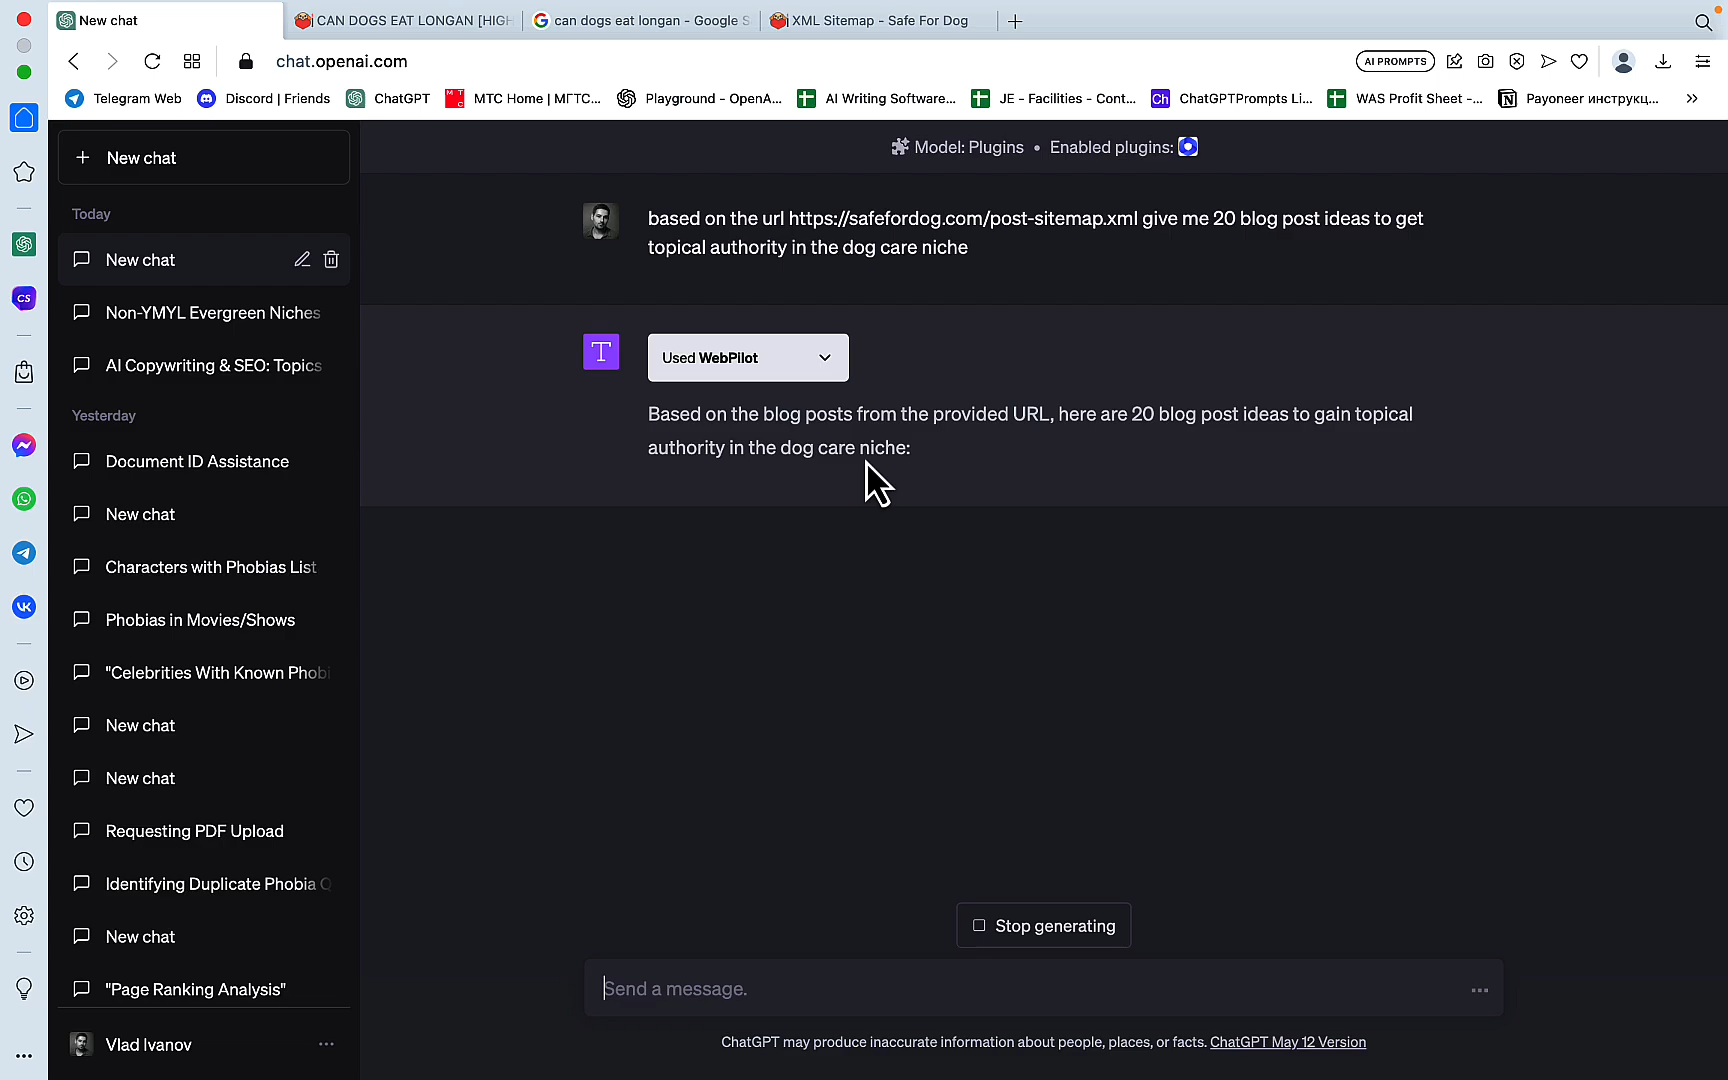 New chat
CAN DOGS EAT LONGAN [HIGH
can dogs eat longan - Google S
XML Sitemap - Safe For Dog
chat.openai.com
AI PROMPTS
Telegram Web
Discord | Friends
ChatGPT
МТС Home | МГТС...
Playground - OpenA...
AI Writing Software...
JE - Facilities - Cont...
Ch
ChatGPTPrompts Li...
WAS Profit Sheet -...
Payoneer инструкц...
New chat
Model: Plugins • Enabled plugins:
Today
New chat
CS
Non-YMYL Evergreen Niches
AI Copywriting & SEO: Topics
Yesterday
Document ID Assistance
New chat
Characters with Phobias List
Phobias in Movies/Shows
"Celebrities With Known Phobi
New chat
New chat
Requesting PDF Upload
Identifying Duplicate Phobia Q
New chat
"Page Ranking Analysis"
Vlad Ivanov
based on the url https://safefordog.com/post-sitemap.xml give me 20 blog post ideas to get
topical authority in the dog care niche
T
Used WebPilot
Based on the blog posts from the provided URL, here are 20 blog post ideas to gain topical
authority in the dog care niche:
Stop generating
Send a message.
ChatGPT may produce inaccurate information about people, places, or facts. ChatGPT May 12 Version